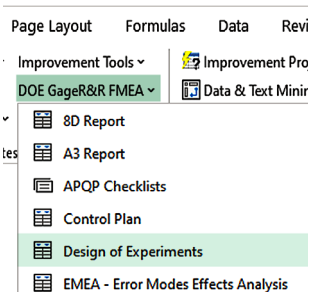 Page Layout Formulas Data Revi
Improvement Tools Improvement Pro
DOE GageR&R FMEA Data & Text Minin
8D Report
tes
A3 Report
APQP Checklists
Control Plan
Design of Experiments
EMEA - Error Modes Effects Analysis